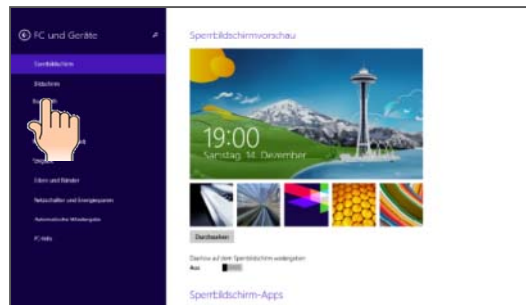 PC und Geräte
Sperrbildschirm
Bildschirm
Ecken und Ränder
Netzschalter und Energiesparen
Automatische Wiedergabe
PC-Info
Sperrbildschirmvorschau
19:00
Samstag, 14. Dezember
Durchsuchen
Diashow auf dem Sperrbildschirm wiedergeben
Aus
Sperrbildschirm-Apps